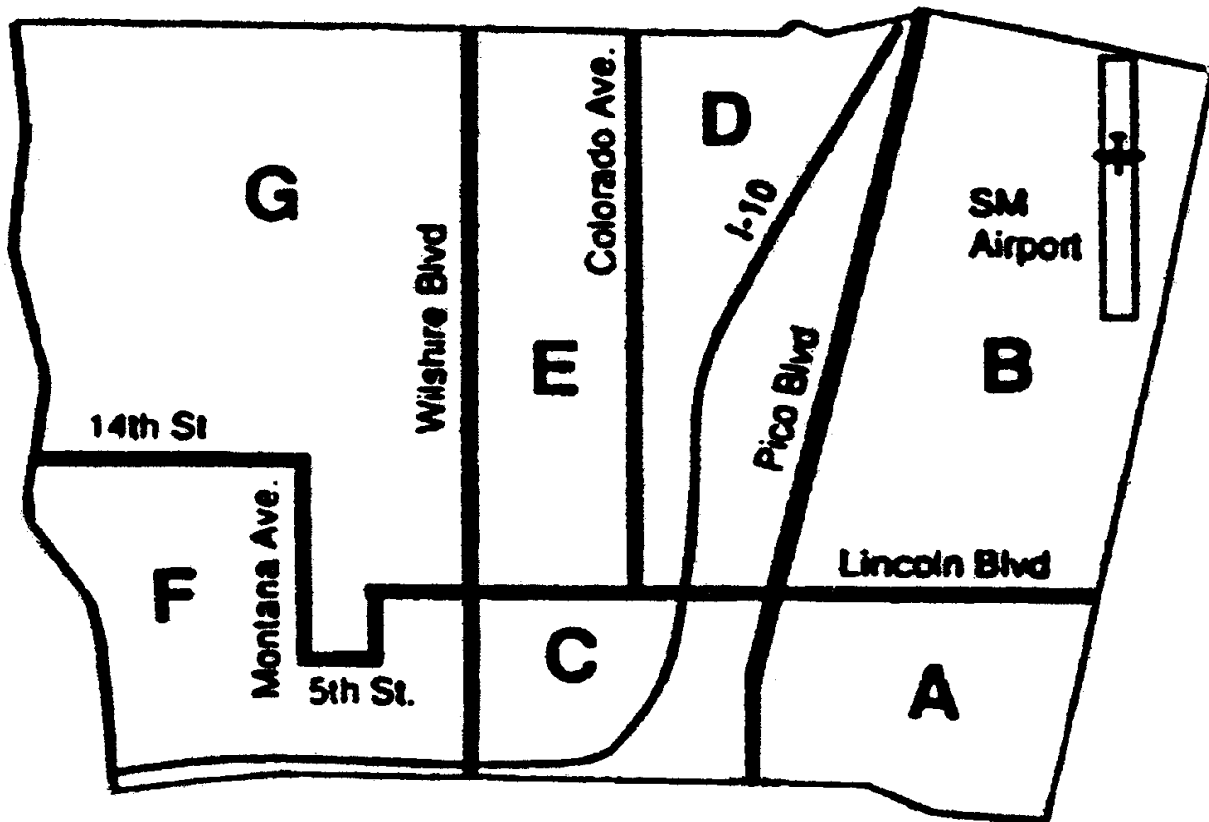 Colorado Ave.
D
G
I-10
SM
Airport
Wilshire Blvd
E
Pico Blvd
B
14th St
Montana Ave.
F
Lincoln Blvd
C
5th St.
A